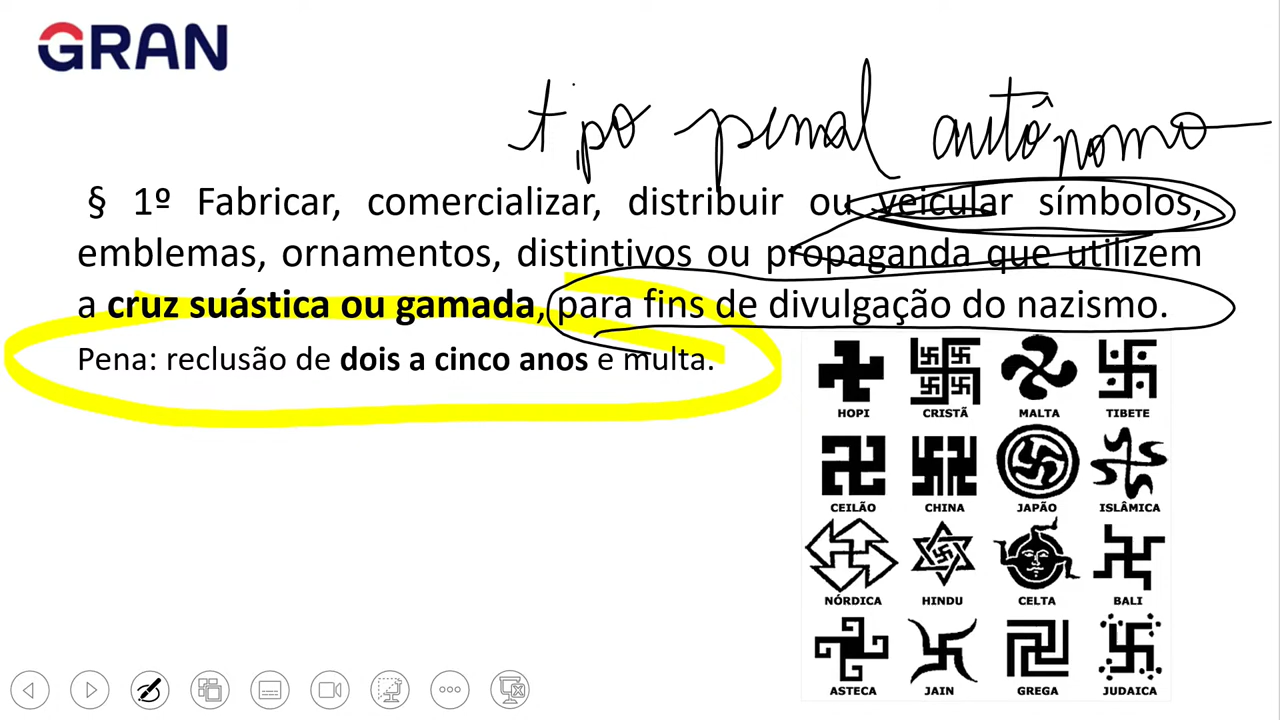 GRAN
tipo penal autônomo
§ 1º Fabricar, comercializar, distribuir ou veicular símbolos,
emblemas, ornamentos, distintivos ou propaganda que utilizem
a cruz suástica ou gamada, para fins de divulgação do nazismo.
Pena: reclusão de dois a cinco anos e multa.
HOPI CRISTÃ MALTA TIBETE
CEILÃO CHINA JAPÃO ISLÂMICA
NÓRDICA HINDU CELTA BALI
ASTECA JAIN GREGA JUDAICA